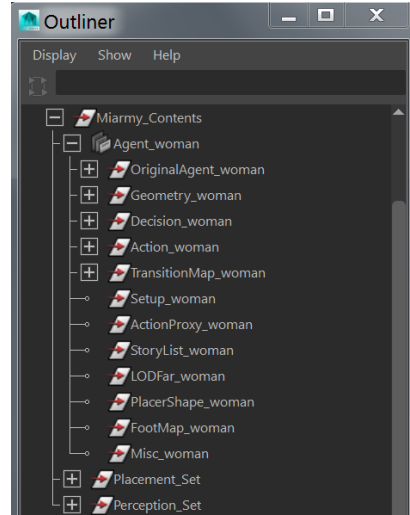 Outliner
Display Show Help
Miarmy_Contents
Agent_woman
OriginalAgent_woman
Geometry_woman
Decision_woman
Action_woman
TransitionMap_woman
Setup_woman
ActionProxy_woman
StoryList_woman
LODFar_woman
PlacerShape_woman
FootMap_woman
Misc_woman
Placement_Set
Perception_Set